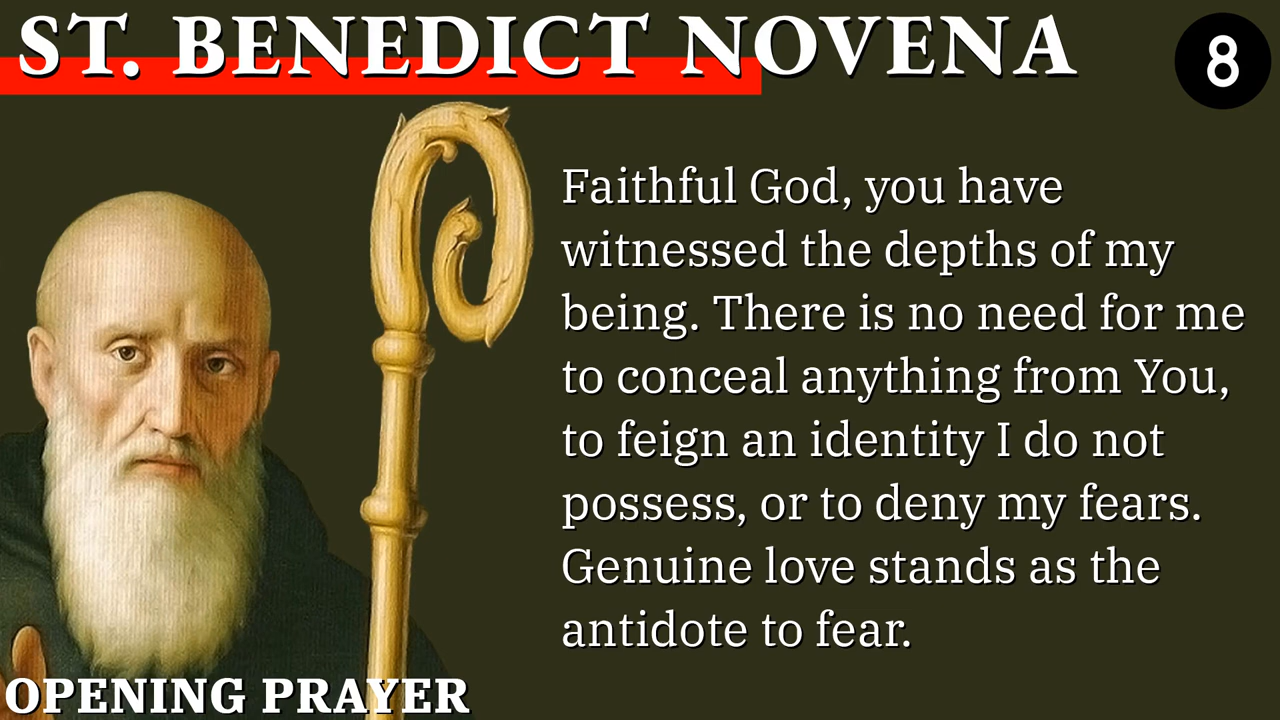 ST. BENEDICT NOVENA
8
Faithful God, you have
witnessed the depths of my
being. There is no need for me
to conceal anything from You,
to feign an identity I do not
possess, or to deny my fears.
Genuine love stands as the
antidote to fear.
OPENING PRAYER